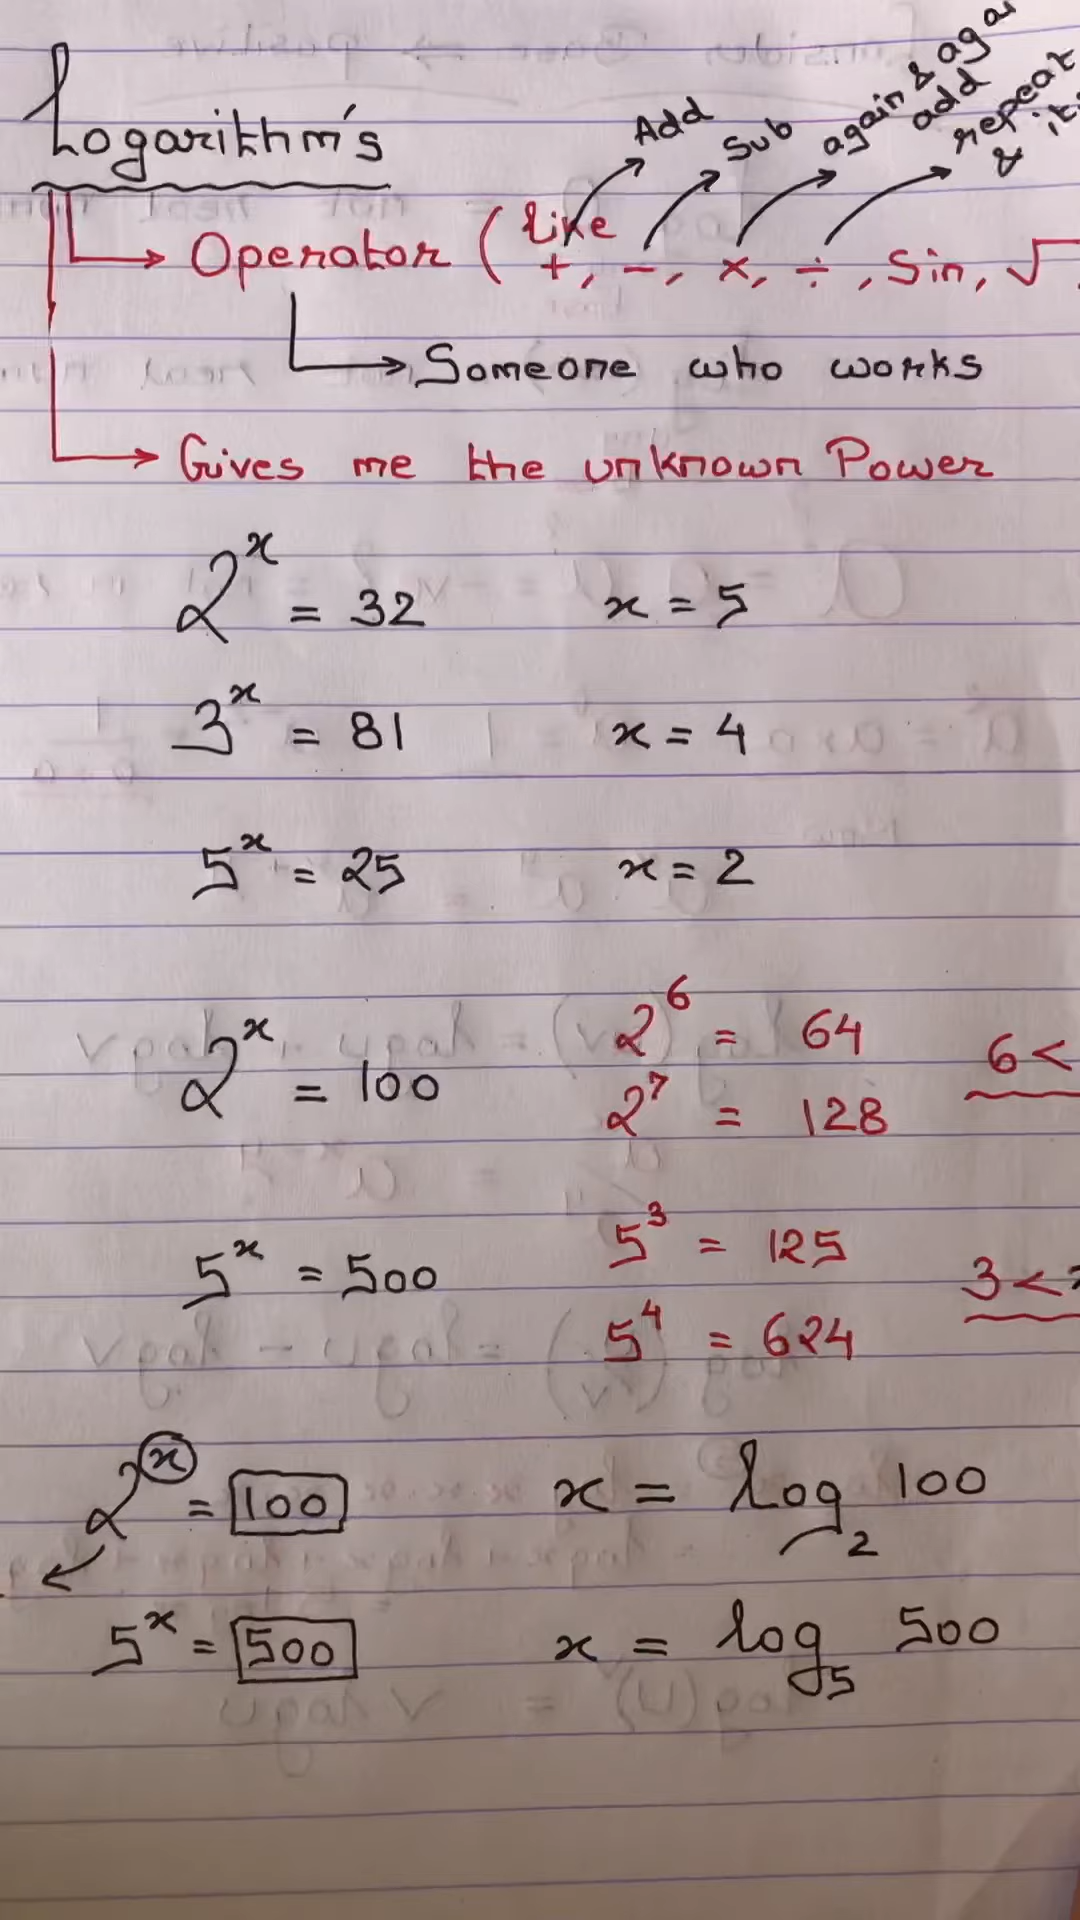 Logarithm's
Add
Sub
again & aga
add
repeat
& it
Operator ( like
+, -, ×, ÷, Sin, √
Someone who works
Gives me the unknown Power
2^x = 32 x = 5
3^x = 81 x = 4
5^x = 25 x = 2
2^x = 100 2^6 = 64 6 <
2^7 = 128
5^x = 500 5^3 = 125 3 <
5^4 = 624
2^x = 100 x = log_2 100
5^x = 500 x = log_5 500